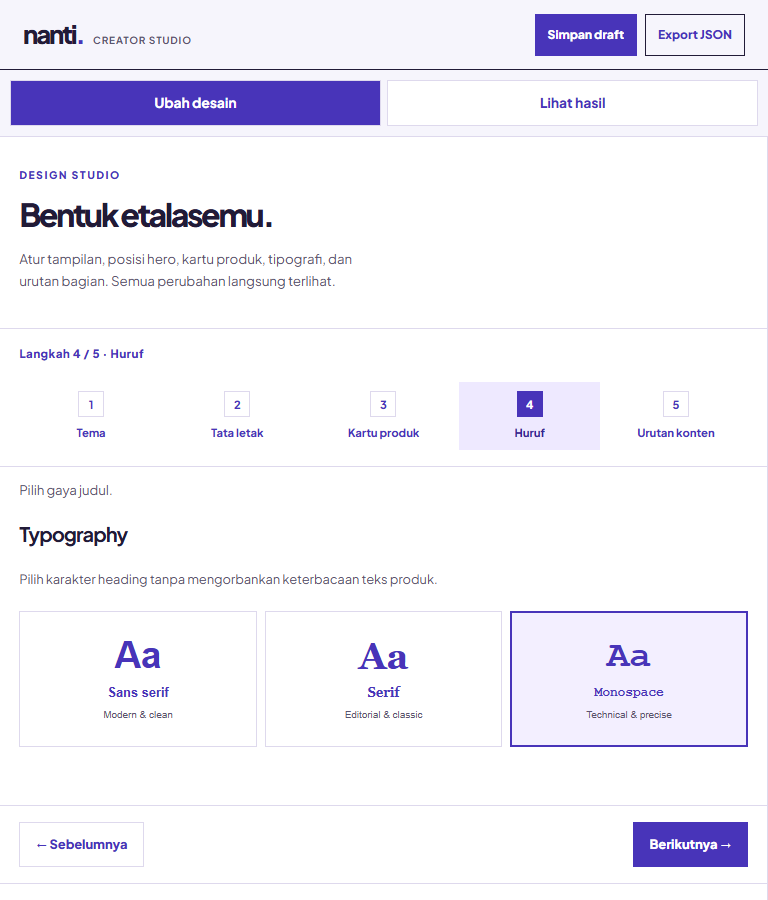 nanti. CREATOR STUDIO
Simpan draft
Export JSON
Ubah desain
Lihat hasil
DESIGN STUDIO
Bentuk etalasemu.
Atur tampilan, posisi hero, kartu produk, tipografi, dan
urutan bagian. Semua perubahan langsung terlihat.
Langkah 4 / 5 · Huruf
1
Tema
2
Tata letak
3
Kartu produk
4
Huruf
5
Urutan konten
Pilih gaya judul.
Typography
Pilih karakter heading tanpa mengorbankan keterbacaan teks produk.
Aa
Sans serif
Modern & clean
Aa
Serif
Editorial & classic
Aa
Monospace
Technical & precise
← Sebelumnya
Berikutnya →